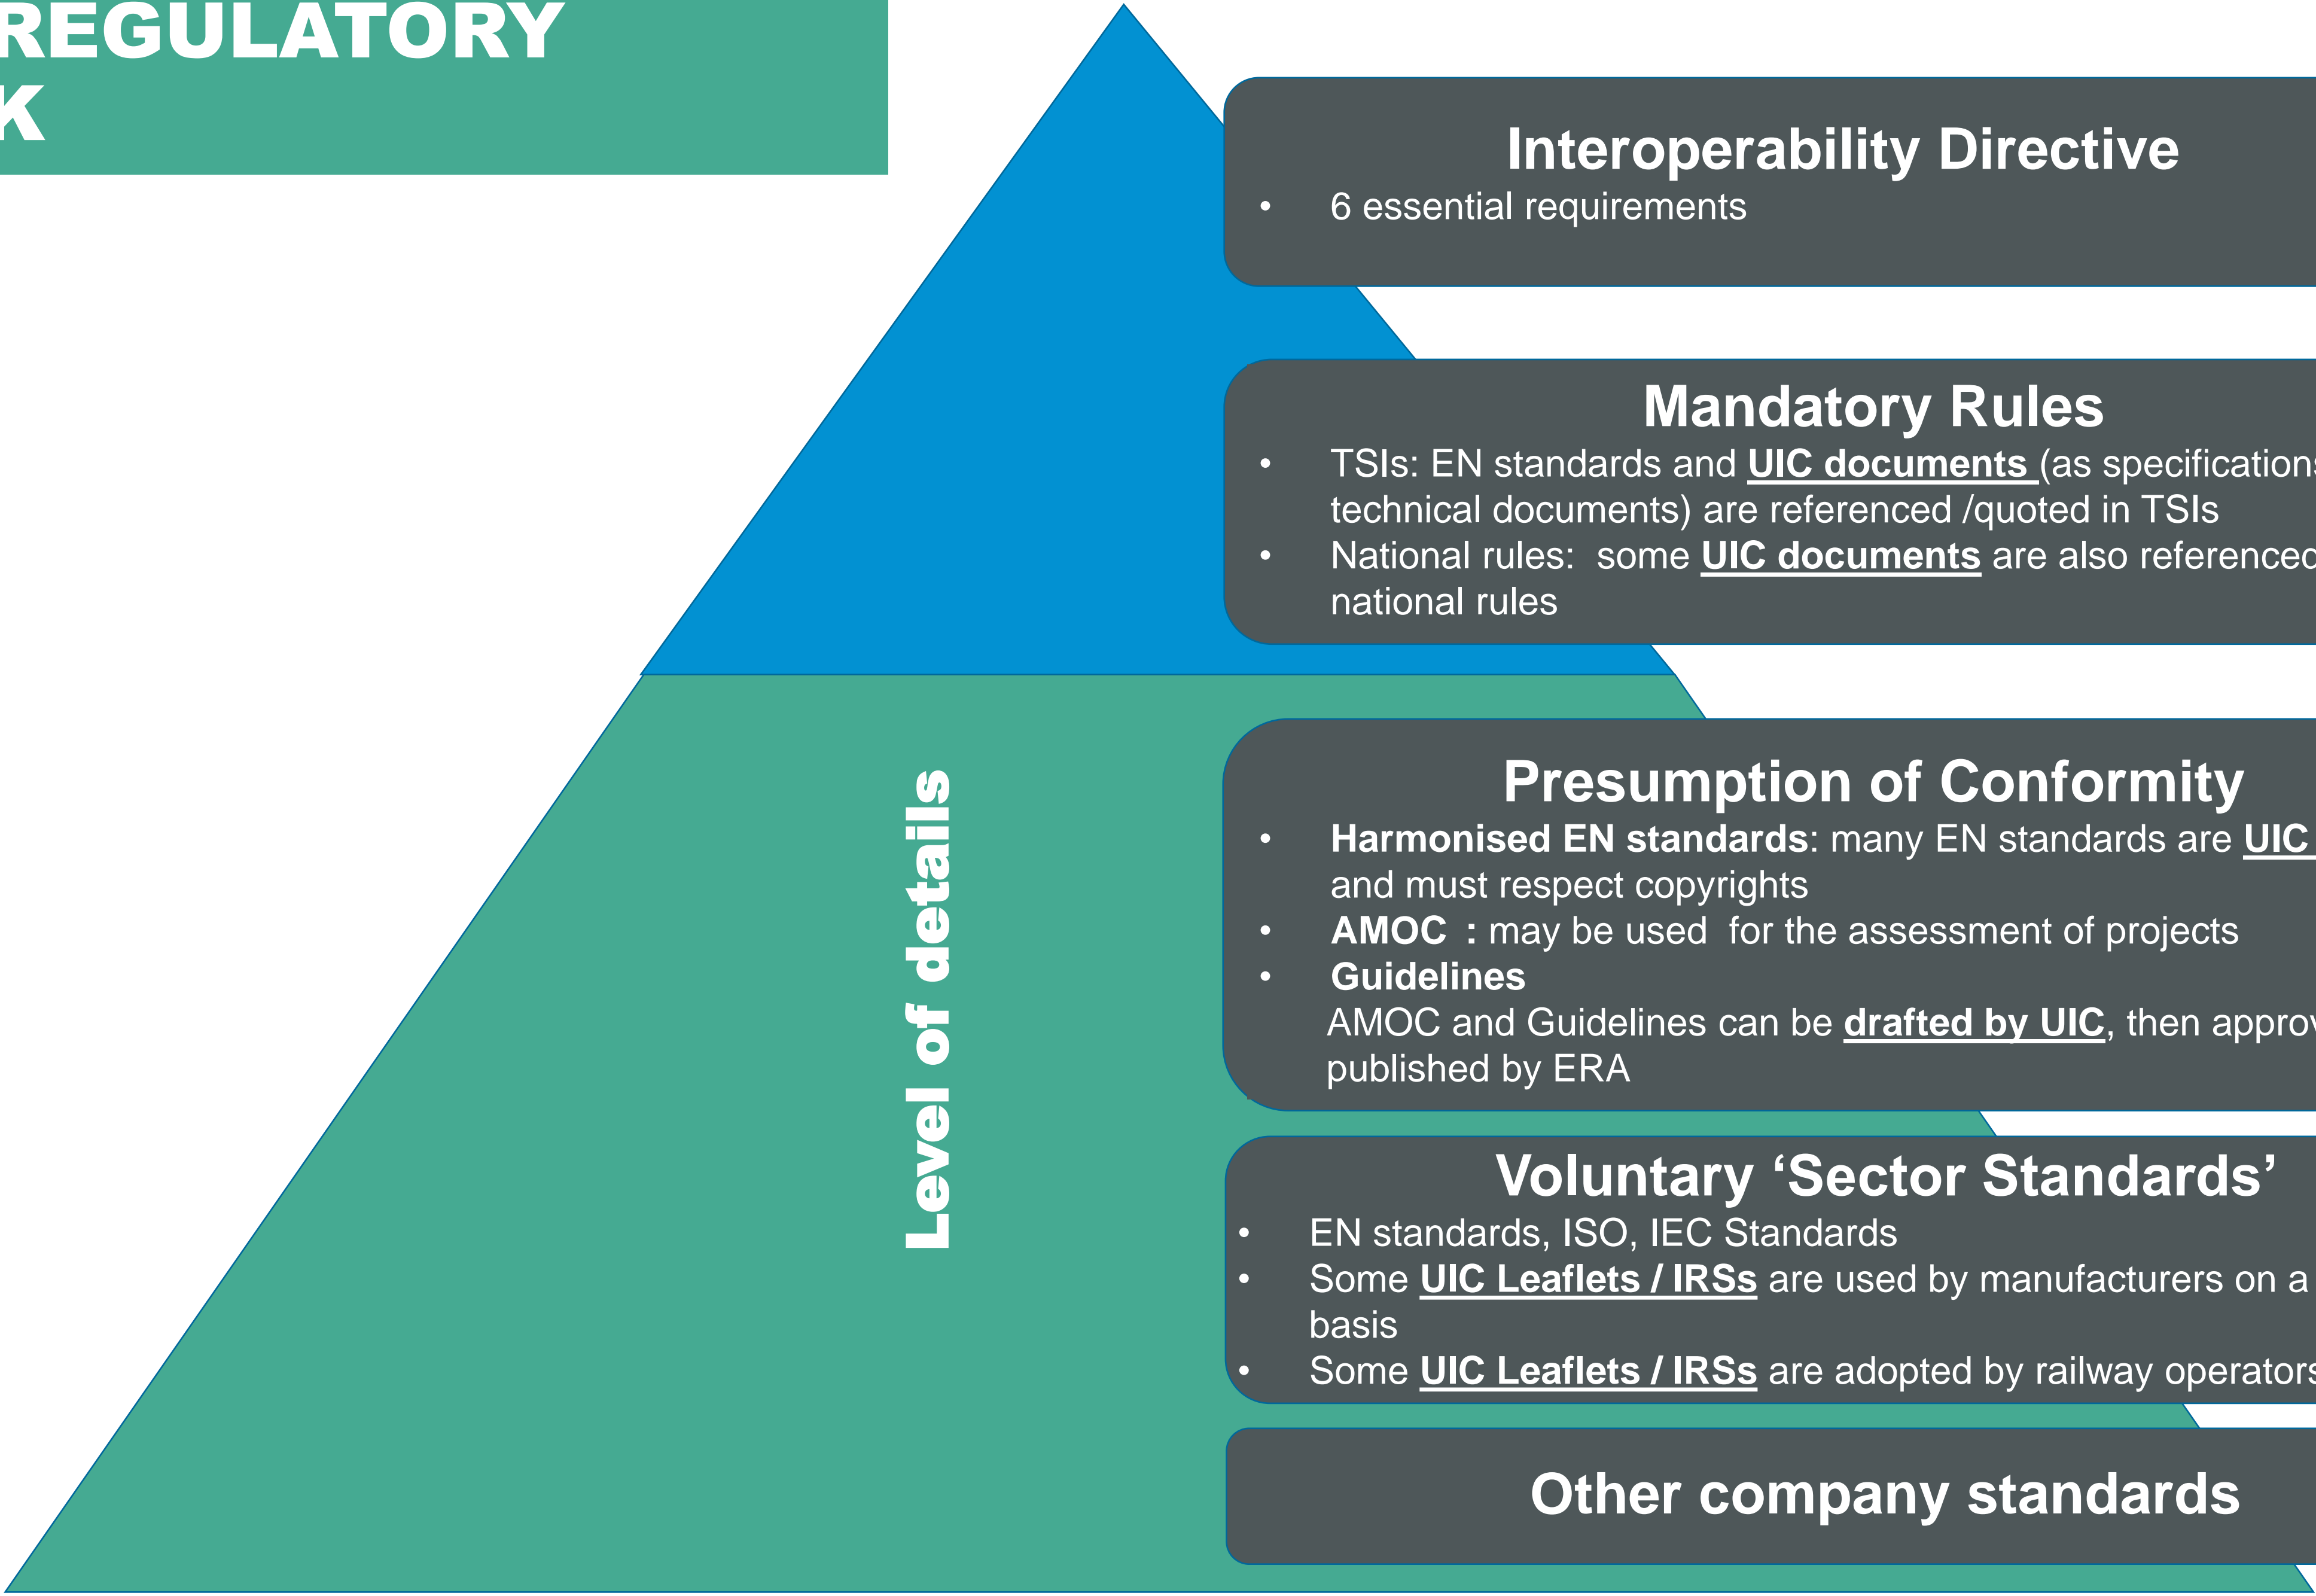 REGULATORY
K
Interoperability Directive
• 6 essential requirements
Mandatory Rules
• TSIs: EN standards and UIC documents (as specifications
technical documents) are referenced /quoted in TSIs
• National rules: some UIC documents are also referenced
national rules
Level of details
Presumption of Conformity
• Harmonised EN standards: many EN standards are UIC
and must respect copyrights
• AMOC : may be used for the assessment of projects
• Guidelines
AMOC and Guidelines can be drafted by UIC, then approv
published by ERA
Voluntary ‘Sector Standards’
• EN standards, ISO, IEC Standards
• Some UIC Leaflets / IRSs are used by manufacturers on a
basis
• Some UIC Leaflets / IRSs are adopted by railway operators
Other company standards